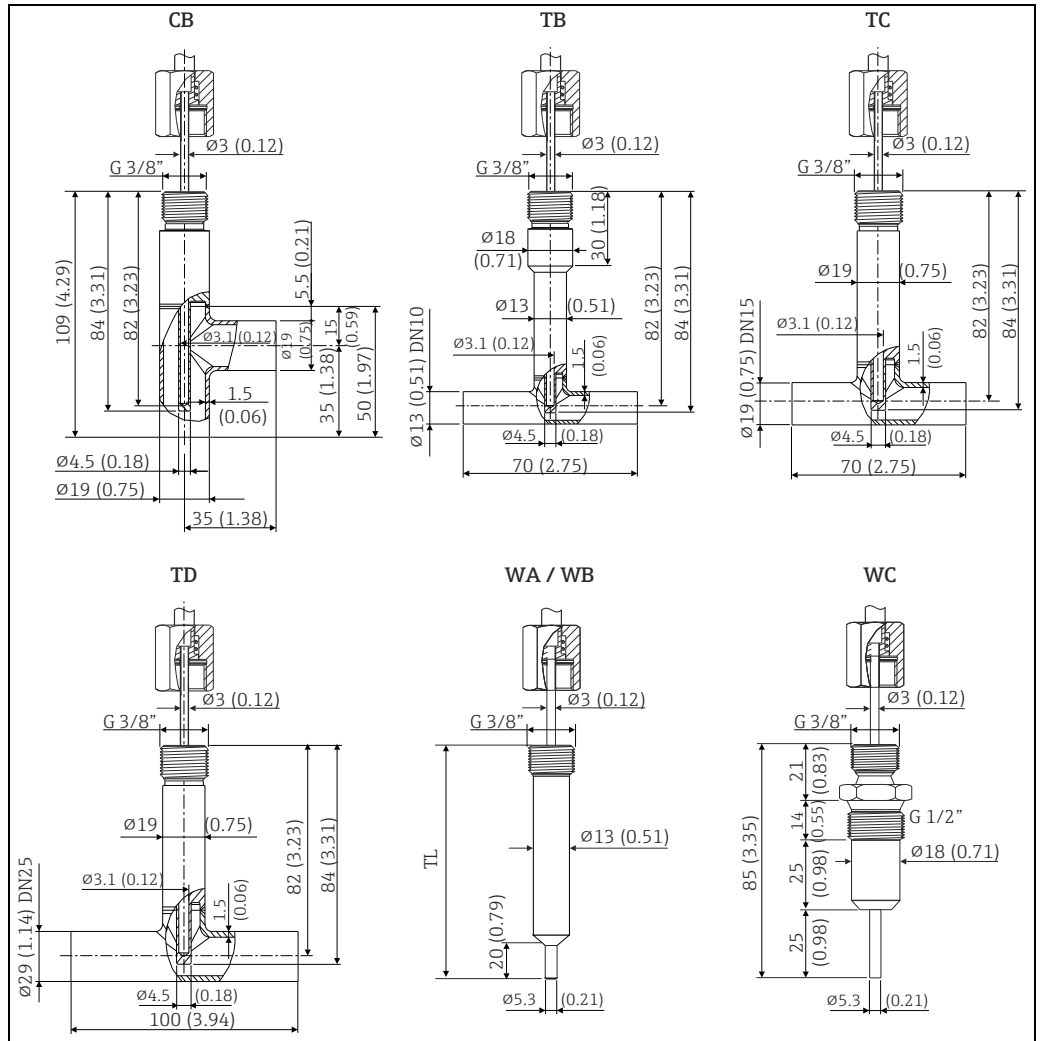 CB
Ø3 (0.12)
G 3/8"
109 (4.29)
84 (3.31)
82 (3.23)
5.5 (0.21)
15
(0.59)
Ø3.1 (0.12)
Ø19
(0.75)
35 (1.38)
50 (1.97)
1.5
(0.06)
Ø4.5 (0.18)
Ø19 (0.75)
35 (1.38)
TB
Ø3 (0.12)
G 3/8"
30 (1.18)
Ø18
(0.71)
Ø13 (0.51)
82 (3.23)
84 (3.31)
Ø3.1 (0.12)
1.5
(0.06)
Ø13 (0.51) DN10
Ø4.5 (0.18)
70 (2.75)
TC
Ø3 (0.12)
G 3/8"
Ø19 (0.75)
82 (3.23)
84 (3.31)
Ø3.1 (0.12)
1.5
(0.06)
Ø19 (0.75) DN15
Ø4.5 (0.18)
70 (2.75)
TD
Ø3 (0.12)
G 3/8"
Ø19 (0.75)
82 (3.23)
84 (3.31)
Ø3.1 (0.12)
1.5
(0.06)
Ø29 (1.14) DN25
Ø4.5 (0.18)
100 (3.94)
WA / WB
Ø3 (0.12)
G 3/8"
TL
Ø13 (0.51)
20 (0.79)
Ø5.3 (0.21)
WC
Ø3 (0.12)
G 3/8"
85 (3.35)
21
(0.83)
14
(0.55)
G 1/2"
25
(0.98)
Ø18 (0.71)
25
(0.98)
Ø5.3 (0.21)